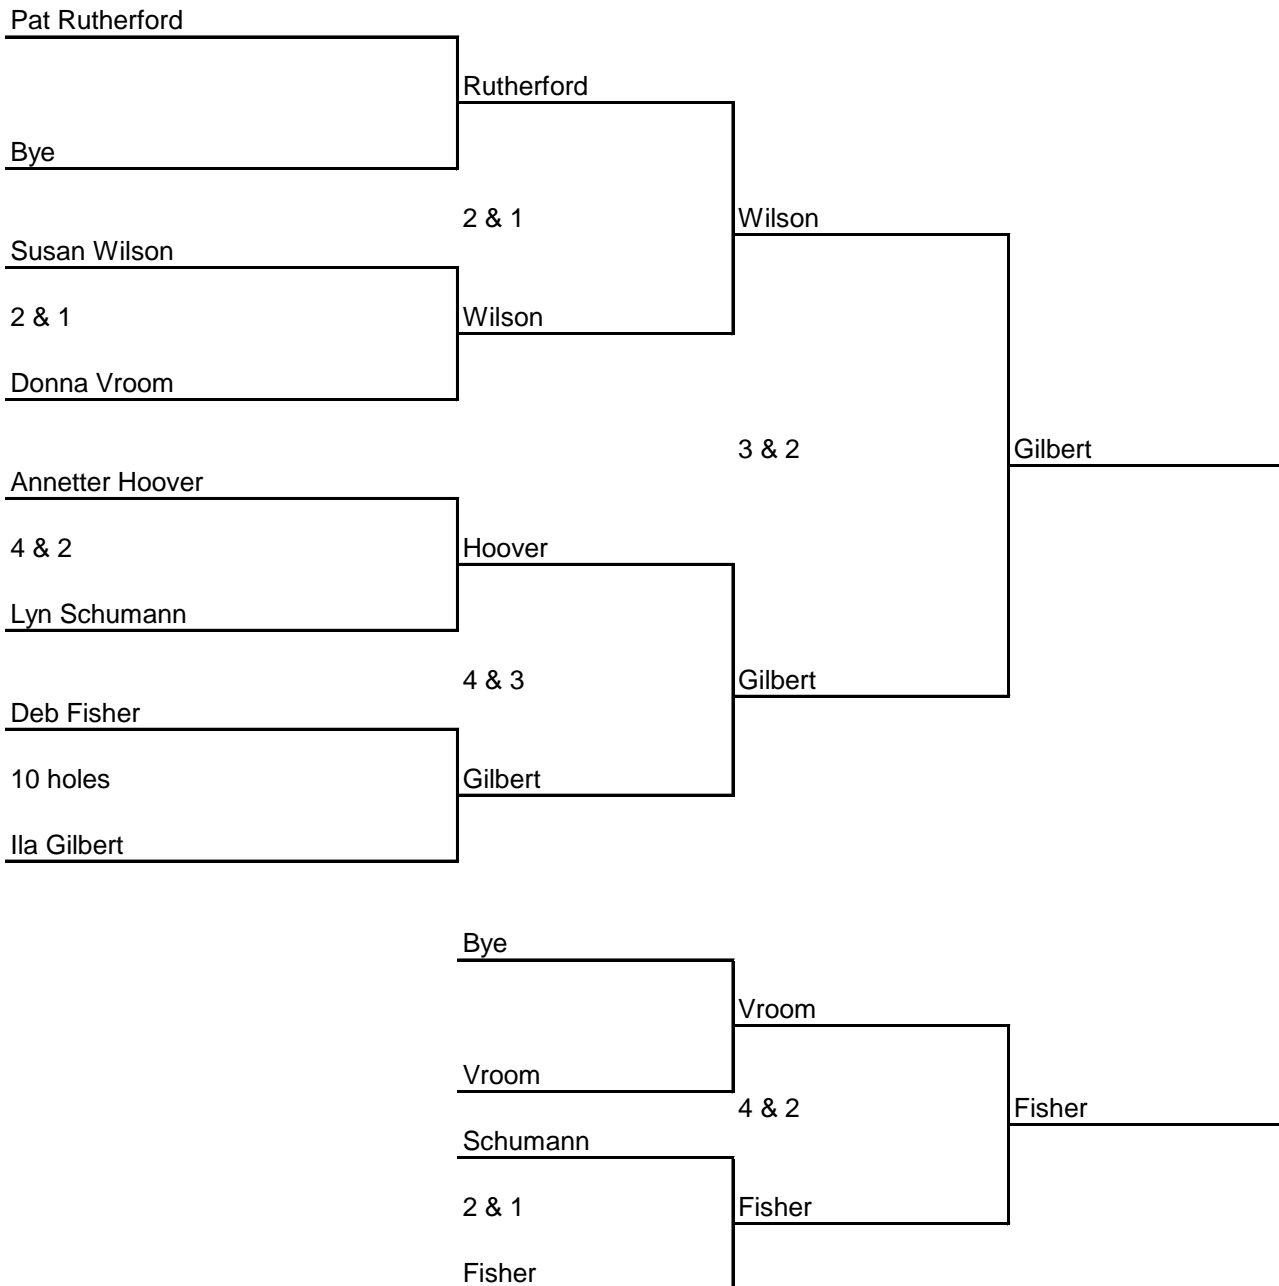 Pat Rutherford
Rutherford
Bye
2 & 1
Wilson
Susan Wilson
2 & 1
Wilson
Donna Vroom
3 & 2
Gilbert
Annetter Hoover
4 & 2
Hoover
Lyn Schumann
4 & 3
Gilbert
Deb Fisher
10 holes
Gilbert
Ila Gilbert
Bye
Vroom
Vroom
4 & 2
Fisher
Schumann
2 & 1
Fisher
Fisher